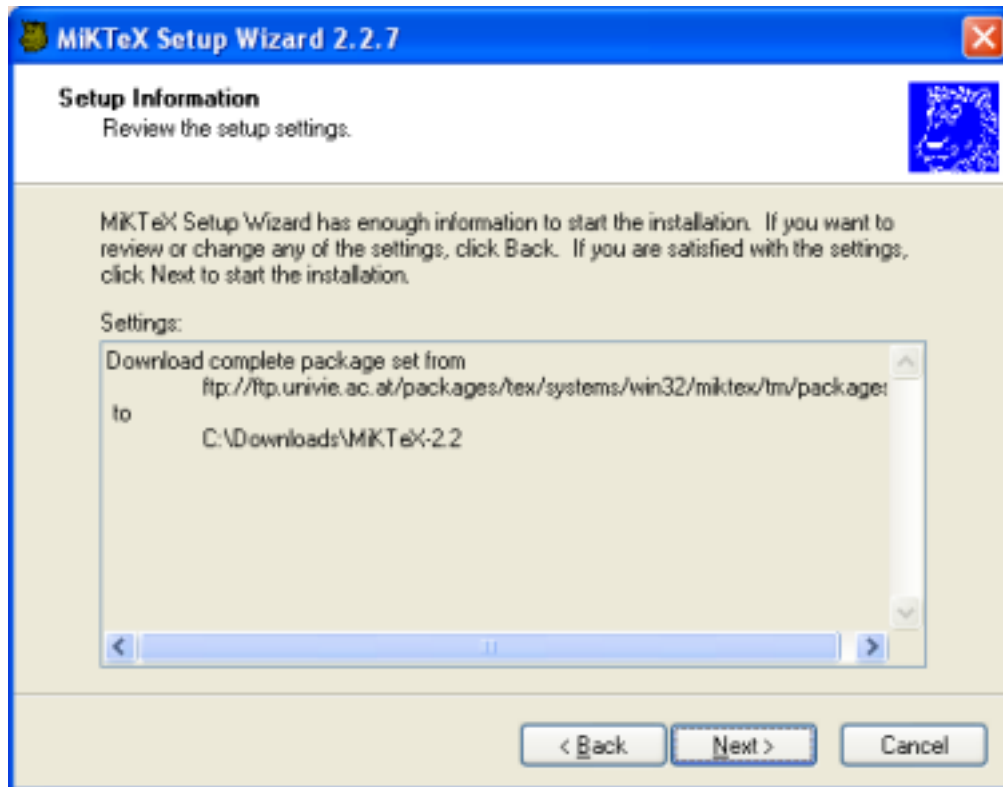 MiKTeX Setup Wizard 2.2.7
Setup Information
Review the setup settings.
MiKTeX Setup Wizard has enough information to start the installation. If you want to
review or change any of the settings, click Back. If you are satisfied with the settings,
click Next to start the installation.
Settings:
Download complete package set from
ftp://ftp.univie.ac.at/packages/tex/systems/win32/miktex/tm/packages
to
C:\Downloads\MiKTeX-2.2
< Back
Next >
Cancel